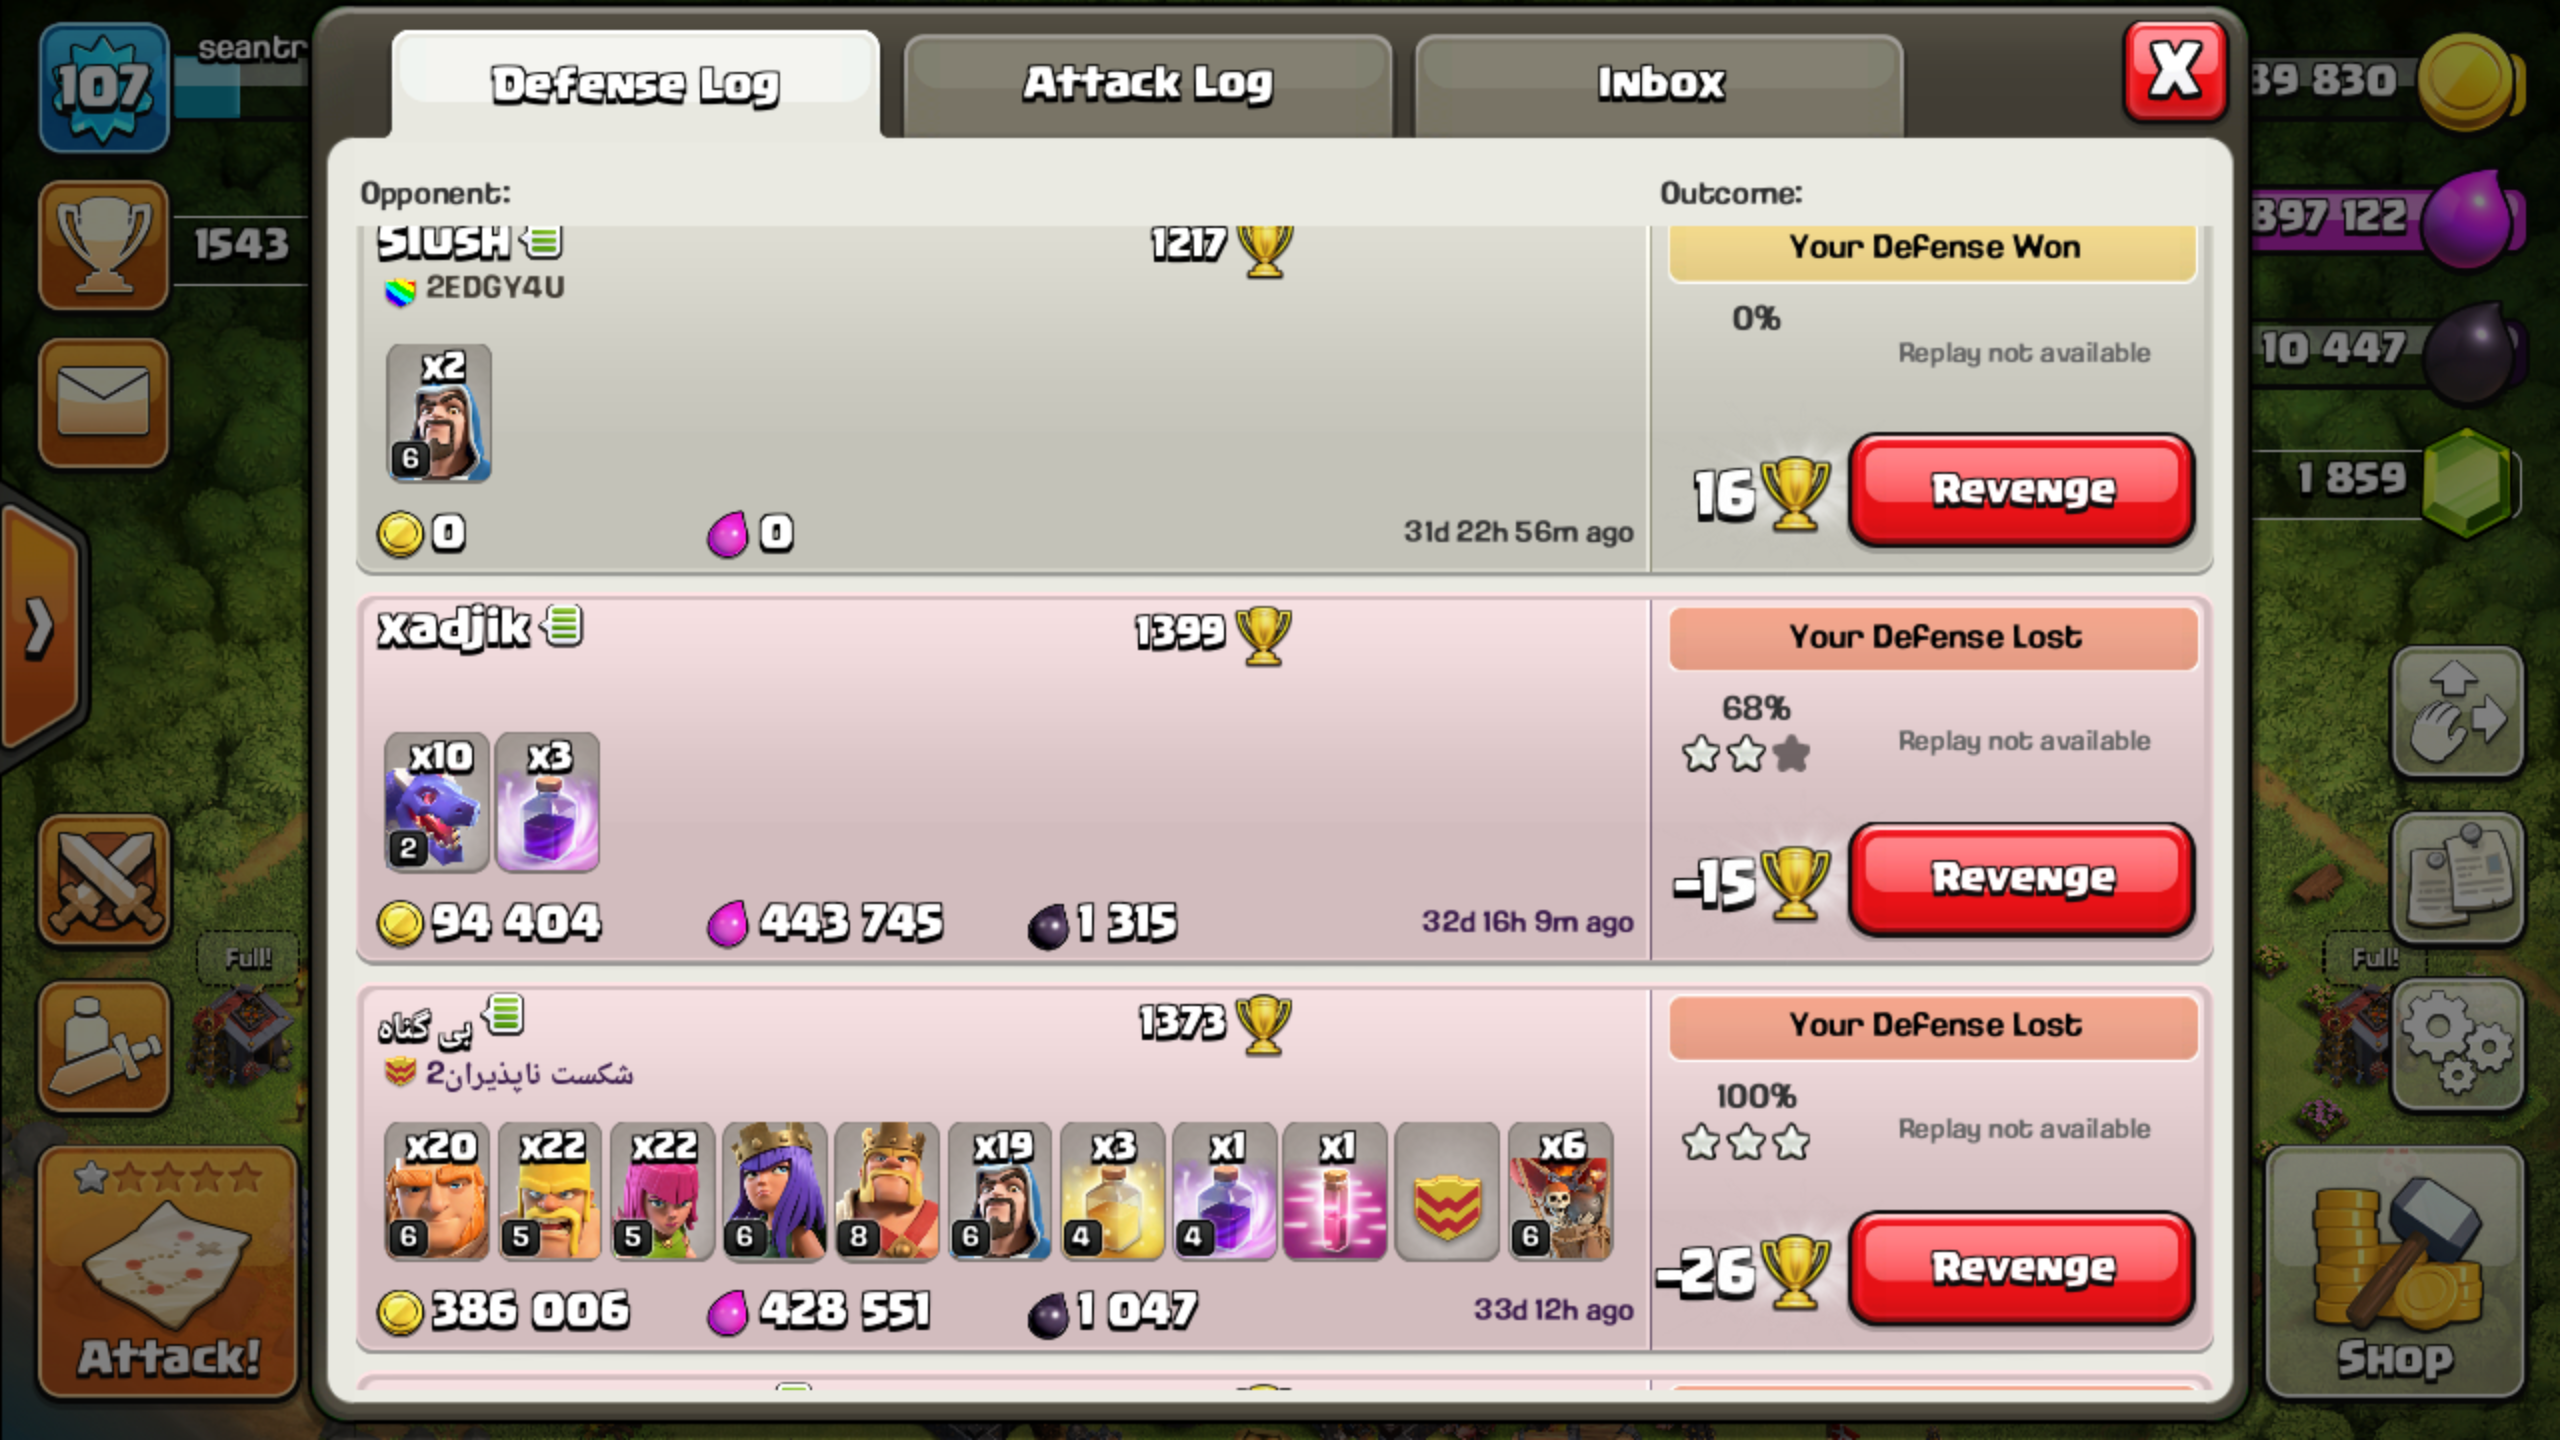 107
seantr
Defense Log
Attack Log
Inbox
X
39 830
1543
897 122
10 447
1 859
Opponent:
Outcome:
SlUSH
1217
Your Defense Won
2EDGY4U
0%
Replay not available
x2
6
16
Revenge
0
0
31d 22h 56m ago
xadjik
1399
Your Defense Lost
68%
Replay not available
x10
x3
2
-15
Revenge
94 404
443 745
1 315
32d 16h 9m ago
بی گناه
1373
Your Defense Lost
شکست ناپذیران2
100%
Replay not available
x20
x22
x22
x19
x3
x1
x1
x6
6
5
5
6
8
6
4
4
6
-26
Revenge
386 006
428 551
1 047
33d 12h ago
Full!
Full!
Attack!
Shop